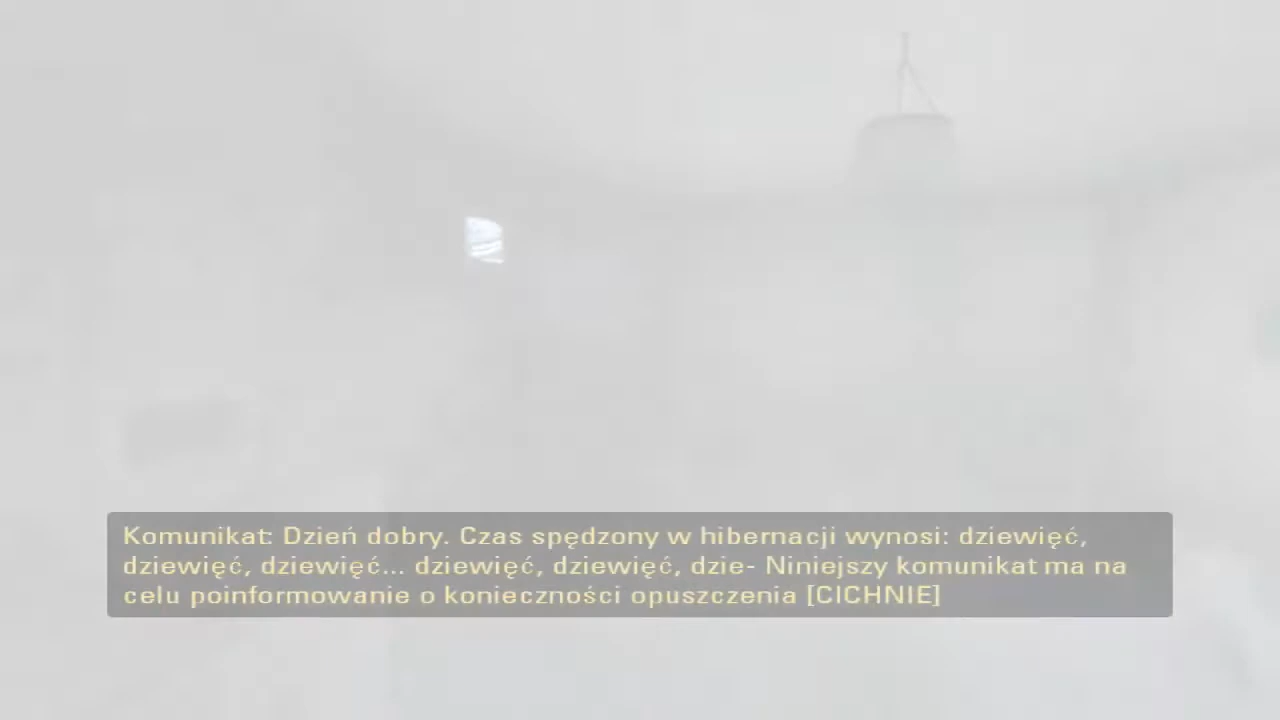 Komunikat: Dzień dobry. Czas spędzony w hibernacji wynosi: dziewięć,
dziewięć, dziewięć... dziewięć, dziewięć, dzie- Niniejszy komunikat ma na
celu poinformowanie o konieczności opuszczenia [CICHNIE]